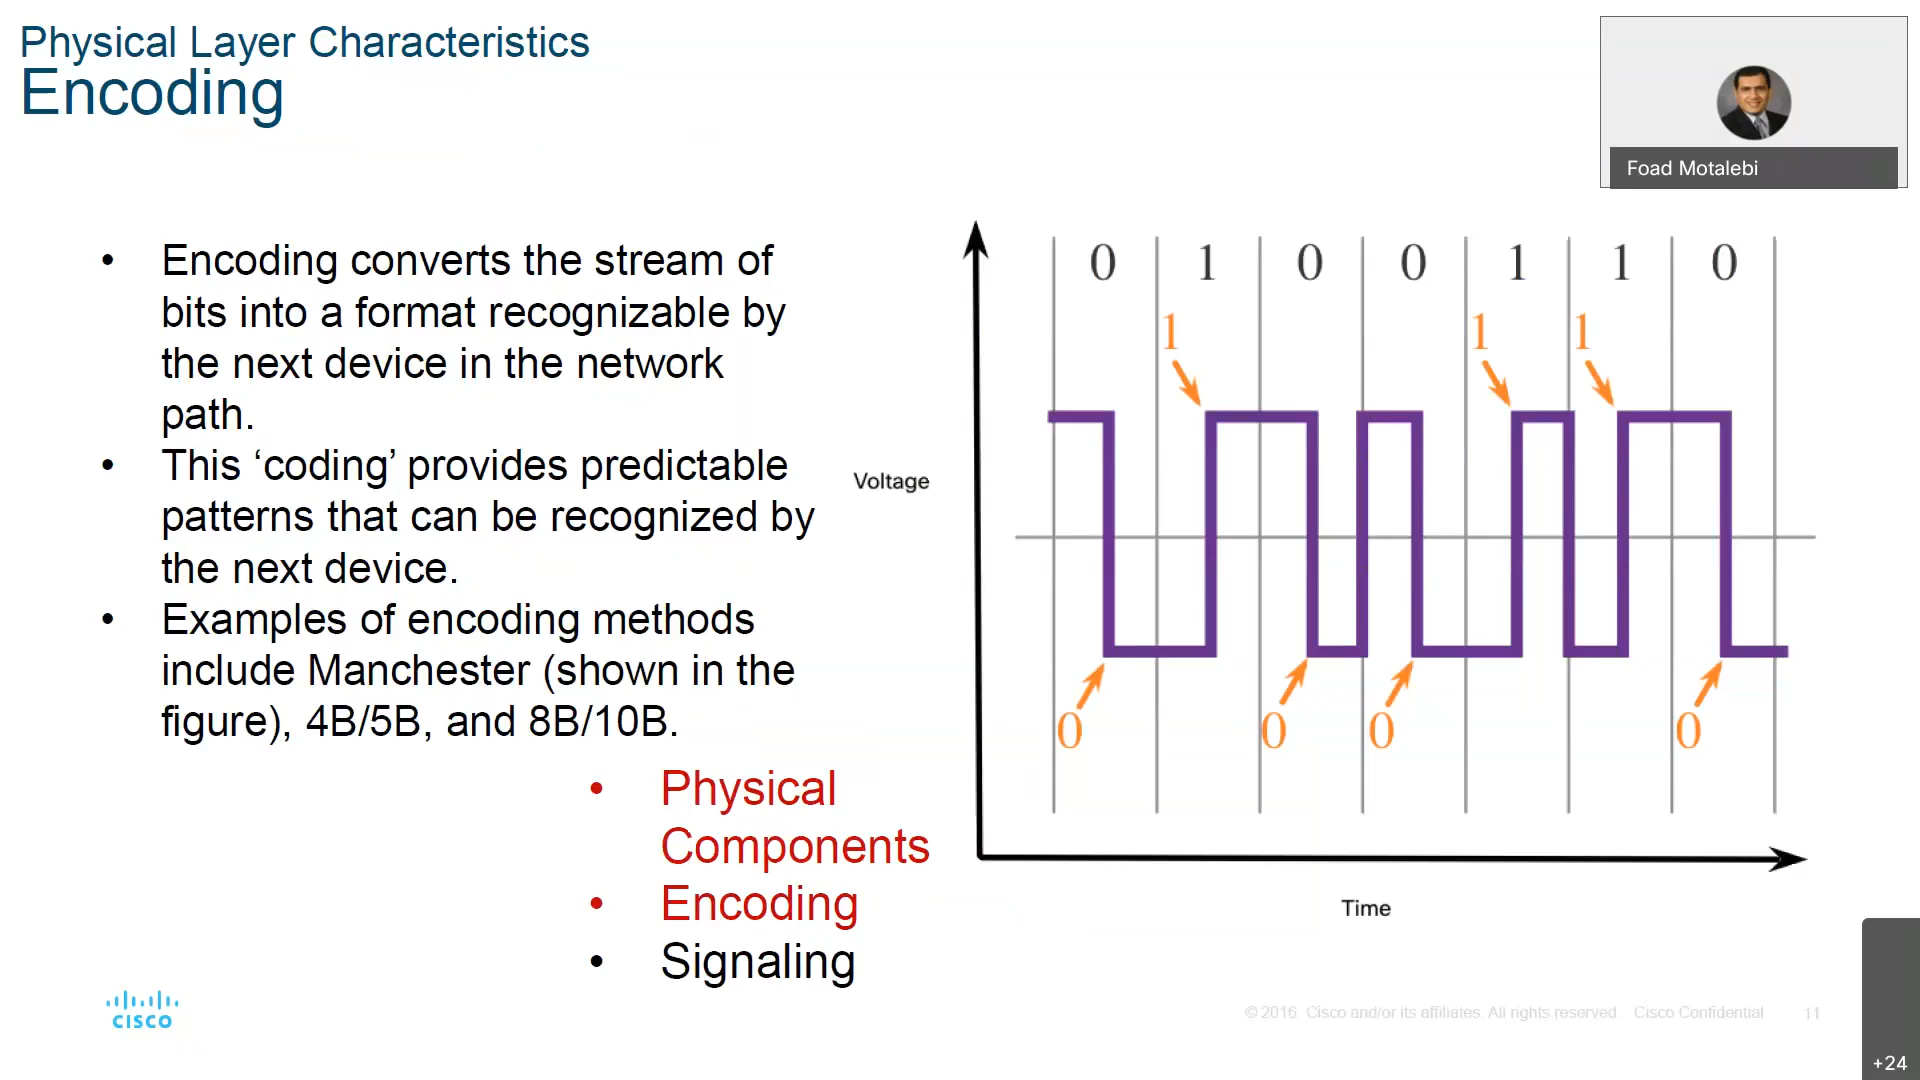 Physical Layer Characteristics
Encoding
Foad Motalebi
• Encoding converts the stream of
bits into a format recognizable by
the next device in the network
path.
• This ‘coding’ provides predictable
patterns that can be recognized by
the next device.
• Examples of encoding methods
include Manchester (shown in the
figure), 4B/5B, and 8B/10B.
• Physical
Components
• Encoding
• Signaling
0 1 0 0 1 1 0
1 1 1
Voltage
0 0 0 0
Time
CISCO
© 2016 Cisco and/or its affiliates. All rights reserved. Cisco Confidential 11
+24